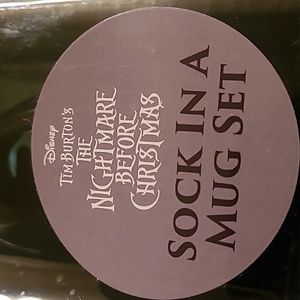 Disney
Tim Burton's
The
Nightmare
Before
Christmas
Sock In A
Mug Set